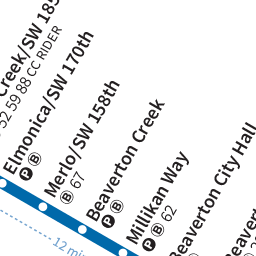 Creek/SW 185
52 59 88 CC RIDER
Elmonica/SW 170th
P B
Merlo/SW 158th
B 67
Beaverton Creek
P B
Millikan Way
P B 62
Beaverton City Hall
B
12 min